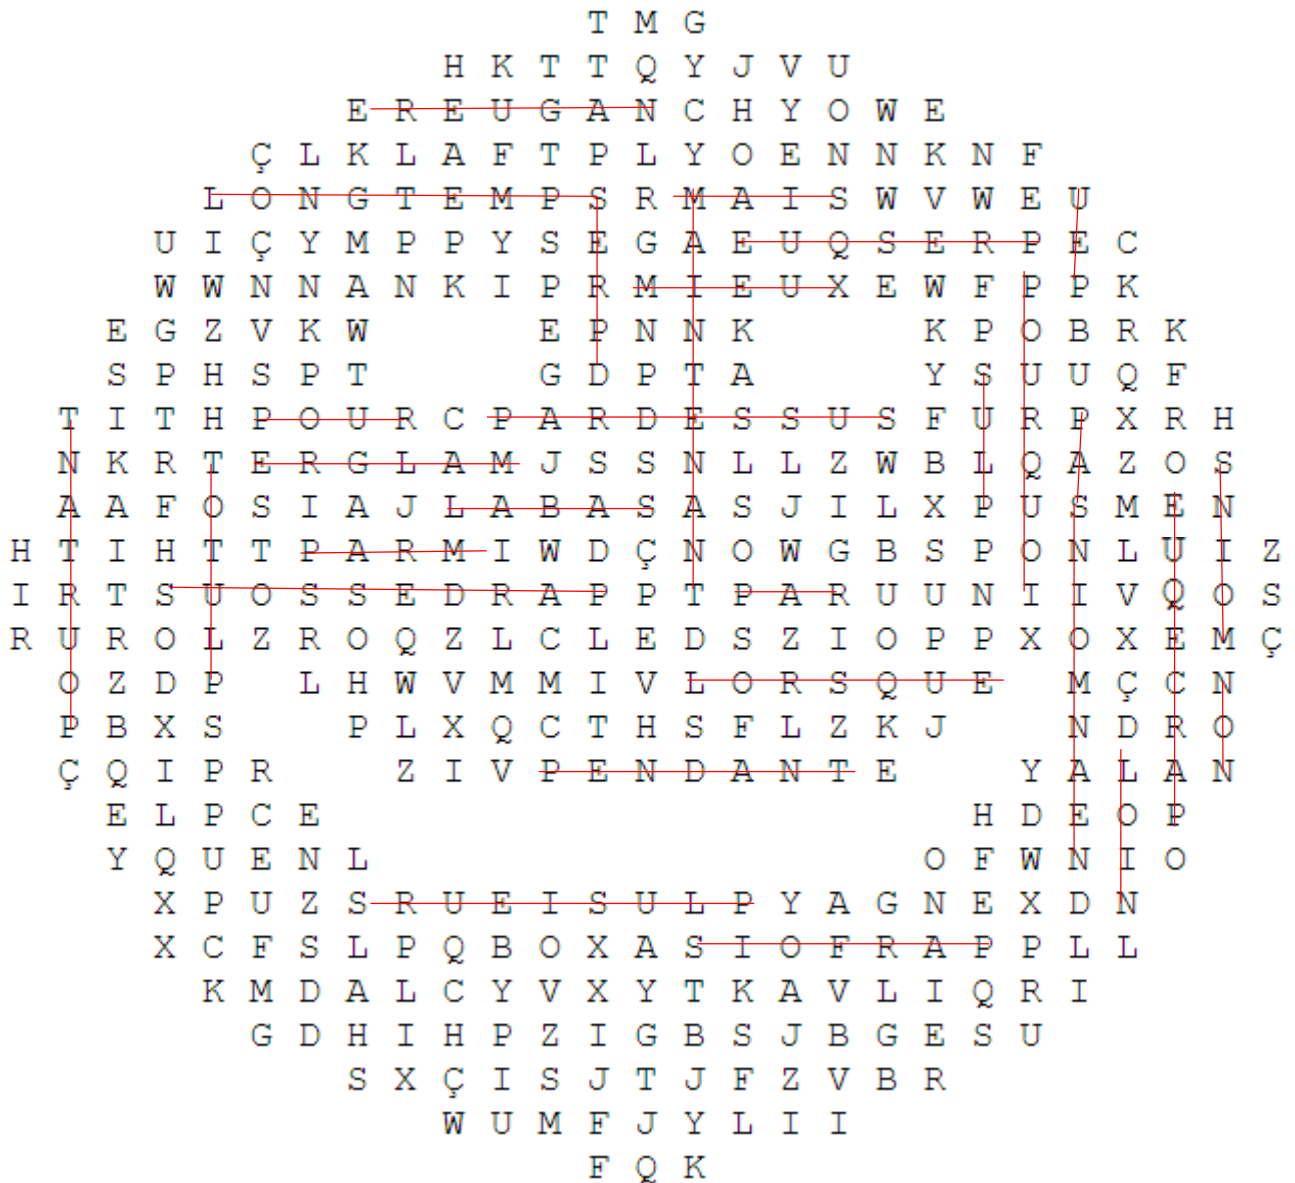 T M G
H K T T Q Y J V U
E R E U G A N C H Y O W E
Ç L K L A F T P L Y O E N N K N F
L O N G T E M P S R M A I S W V W E U
U I Ç Y M P P Y S E G A E U Q S E R P E C
W W N N A N K I P R M I E U X E W F P P K
E G Z V K W E P N N K K P O B R K
S P H S P T G D P T A Y S U U Q F
T I T H P O U R C P A R D E S S U S F U R P X R H
N K R T E R G L A M J S S N L L Z W B L Q A Z O S
A A F O S I A J L A B A S A S J I L X P U S M E N
H T I H T T P A R M I W D Ç N O W G B S P O N L U I Z
I R T S U O S S E D R A P P T P A R U U N I I V Q O S
R U R O L Z R O Q Z L C L E D S Z I O P P X O X E M Ç
O Z D P L H W V M M I V L O R S Q U E M Ç C N
P B X S P L X Q C T H S F L Z K J N D R O
Ç Q I P R Z I V P E N D A N T E Y A L A N
E L P C E H D E O P
Y Q U E N L O F W N I O
X P U Z S R U E I S U L P Y A G N E X D N
X C F S L P Q B O X A S I O F R A P P L L
K M D A L C Y V X Y T K A V L I Q R I
G D H I H P Z I G B S J B G E S U
S X Ç I S J T J F Z V B R
W U M F J Y L I I
F Q K